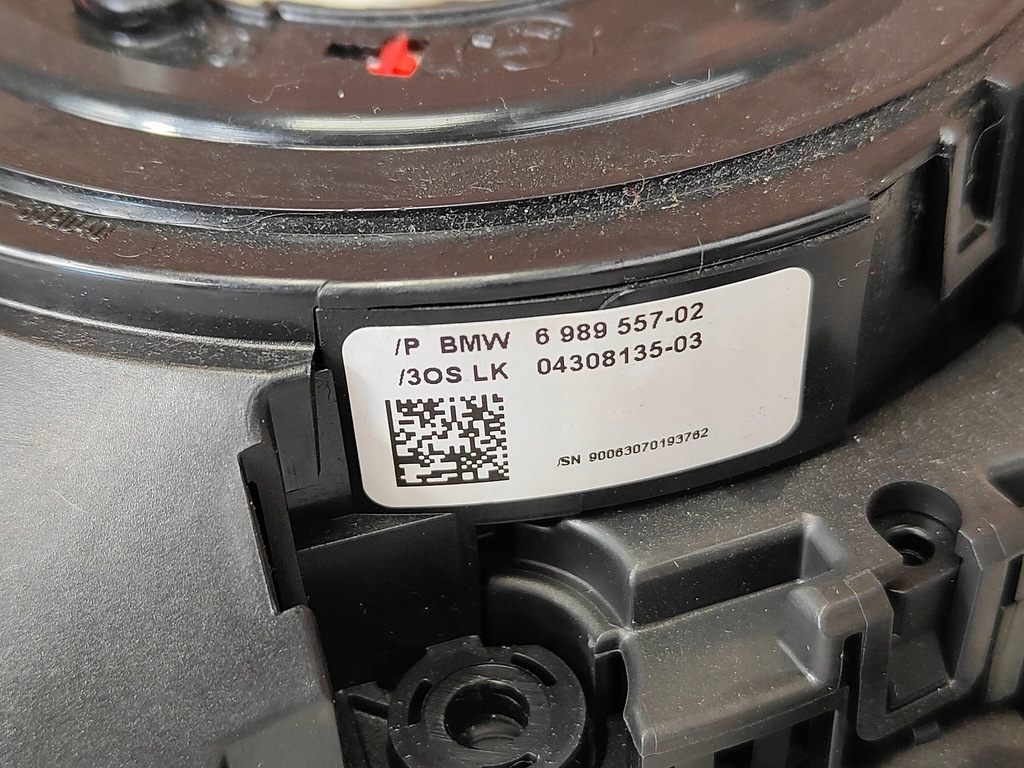 /P BMW 6 989 557-02
/3OS LK 04308135-03
/SN 90063070193762